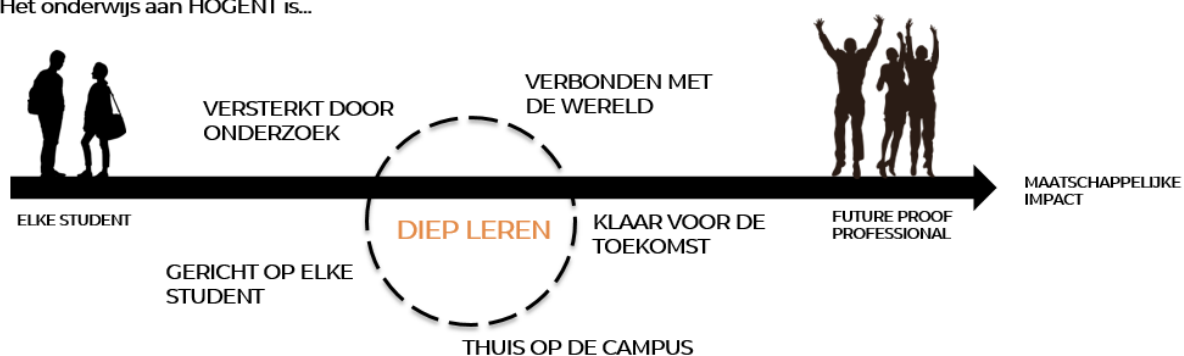 Het onderwijs aan HOGENT is...
VERBONDEN MET
DE WERELD
VERSTERKT DOOR
ONDERZOEK
MAATSCHAPPELIJKE
IMPACT
ELKE STUDENT
DIEP LEREN
KLAAR VOOR DE
TOEKOMST
FUTURE PROOF
PROFESSIONAL
GERICHT OP ELKE
STUDENT
THUIS OP DE CAMPUS